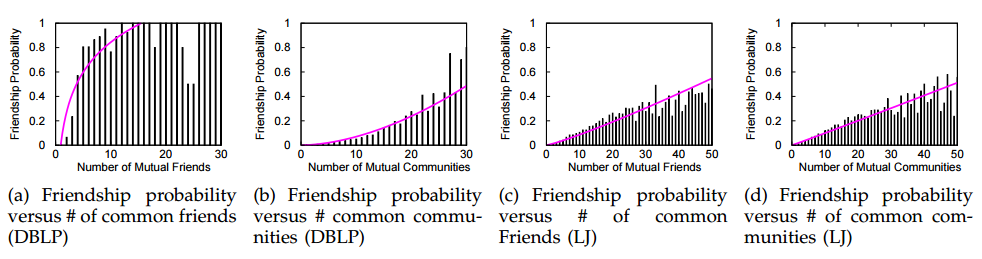 1
0.8
0.6
0.4
0.2
0
0 10 20 30
Friendship Probability
Number of Mutual Friends
(a) Friendship probability
versus # of common friends
(DBLP)
1
0.8
0.6
0.4
0.2
0
0 10 20 30
Friendship Probability
Number of Mutual Communities
(b) Friendship probability
versus # common commu-
nities (DBLP)
1
0.8
0.6
0.4
0.2
0
0 10 20 30 40 50
Friendship Probability
Number of Mutual Friends
(c) Friendship probability
versus # of common
Friends (LJ)
1
0.8
0.6
0.4
0.2
0
0 10 20 30 40 50
Friendship Probability
Number of Mutual Communities
(d) Friendship probability
versus # of common com-
munities (LJ)